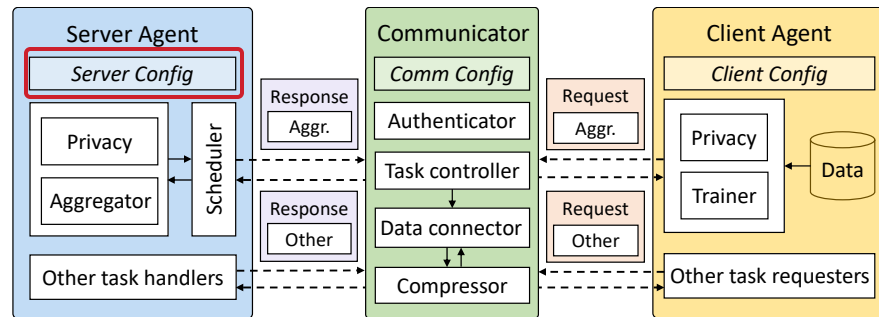 Server Agent
Server Config
Privacy
Aggregator
Scheduler
Other task handlers
Response
Aggr.
Response
Other
Communicator
Comm Config
Authenticator
Task controller
Data connector
Compressor
Request
Aggr.
Request
Other
Client Agent
Client Config
Privacy
Trainer
Data
Other task requesters